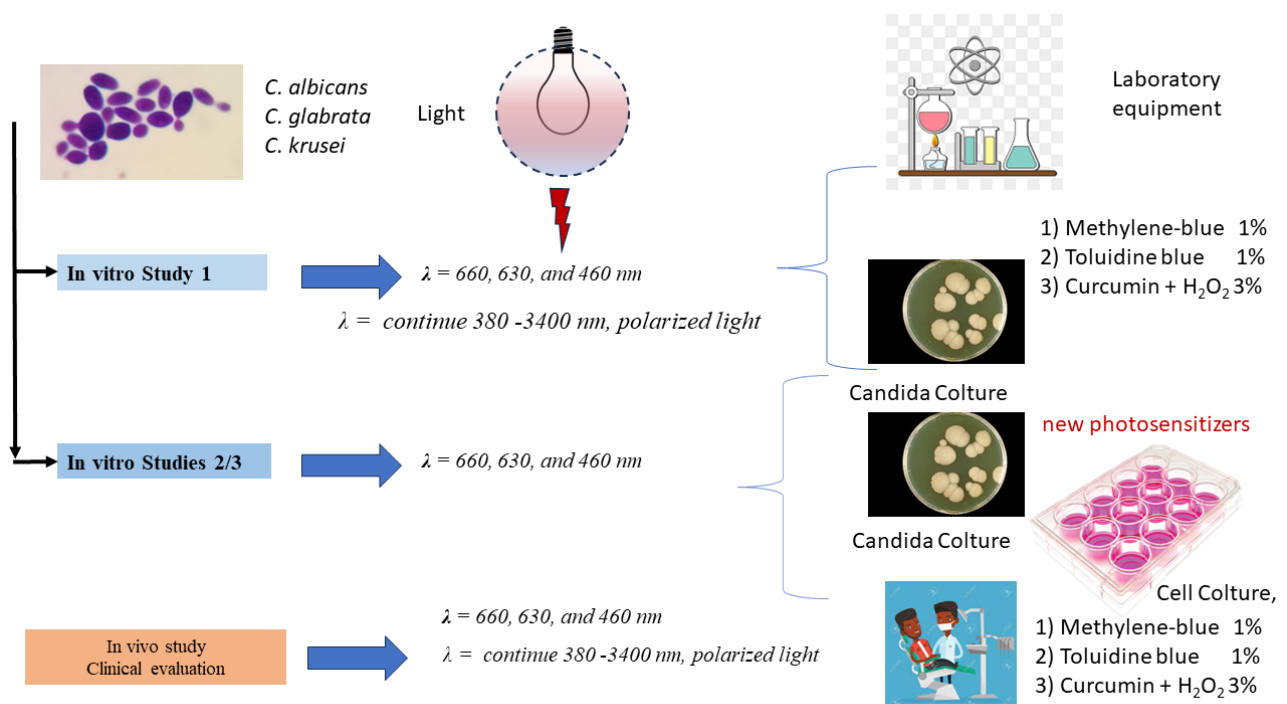 C. albicans
C. glabrata
C. krusei
Light
Laboratory
equipment
In vitro Study 1
λ = 660, 630, and 460 nm
λ = continue 380 -3400 nm, polarized light
1) Methylene-blue 1%
2) Toluidine blue 1%
3) Curcumin + H₂O₂ 3%
Candida Colture
In vitro Studies 2/3
λ = 660, 630, and 460 nm
new photosensitizers
Candida Colture
Cell Colture,
In vivo study
Clinical evaluation
λ = 660, 630, and 460 nm
λ = continue 380 -3400 nm, polarized light
1) Methylene-blue 1%
2) Toluidine blue 1%
3) Curcumin + H₂O₂ 3%